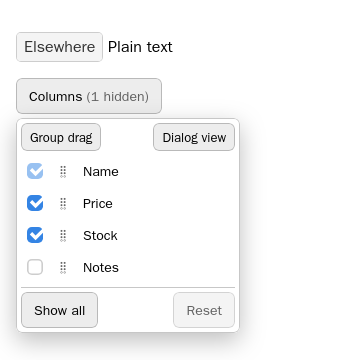 Elsewhere Plain text
Columns (1 hidden)
Group drag Dialog view
Name
Price
Stock
Notes
Show all Reset